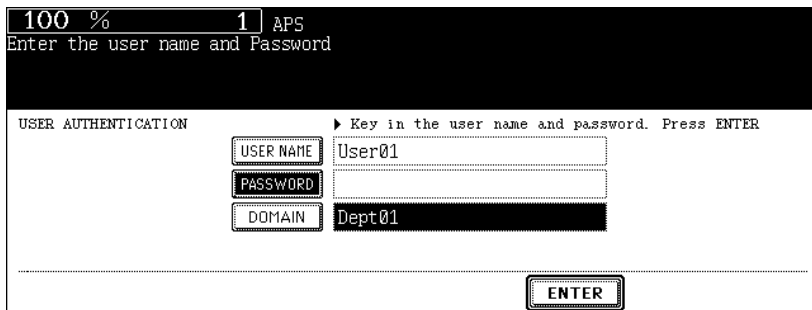 100 % 1 APS
Enter the user name and Password
USER AUTHENTICATION ▶ Key in the user name and password. Press ENTER
USER NAME User01
PASSWORD
DOMAIN Dept01
ENTER